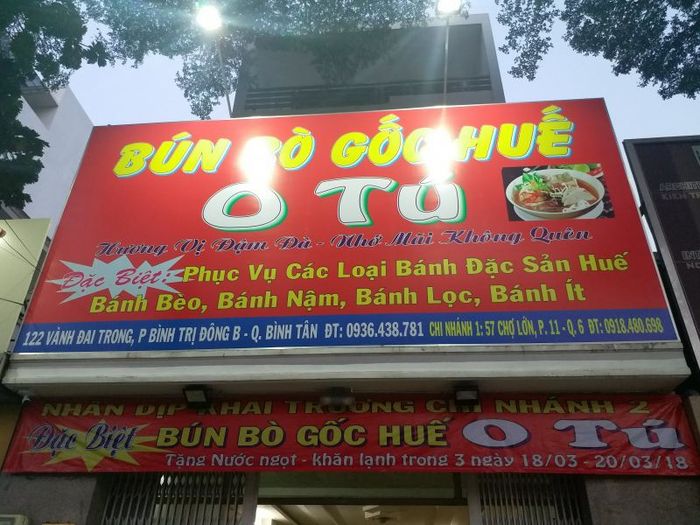 BÚN BÒ GỐC HUẾ
O TÚ
Hương Vị Đậm Đà - Nhớ Mãi Không Quên
Đặc Biệt: Phục Vụ Các Loại Bánh Đặc Sản Huế
Bánh Bèo, Bánh Nậm, Bánh Lọc, Bánh Ít
122 VÀNH ĐAI TRONG, P BÌNH TRỊ ĐÔNG B - Q. BÌNH TÂN ĐT: 0936.438.781 CHI NHÁNH 1: 57 CHỢ LỚN, P. 11 - Q. 6 ĐT: 0918.480.698
NHÂN DỊP KHAI TRƯƠNG CHI NHÁNH 2
Đặc Biệt BÚN BÒ GỐC HUẾ O TÚ
Tặng Nước ngọt - khăn lạnh trong 3 ngày 18/03 - 20/03/18